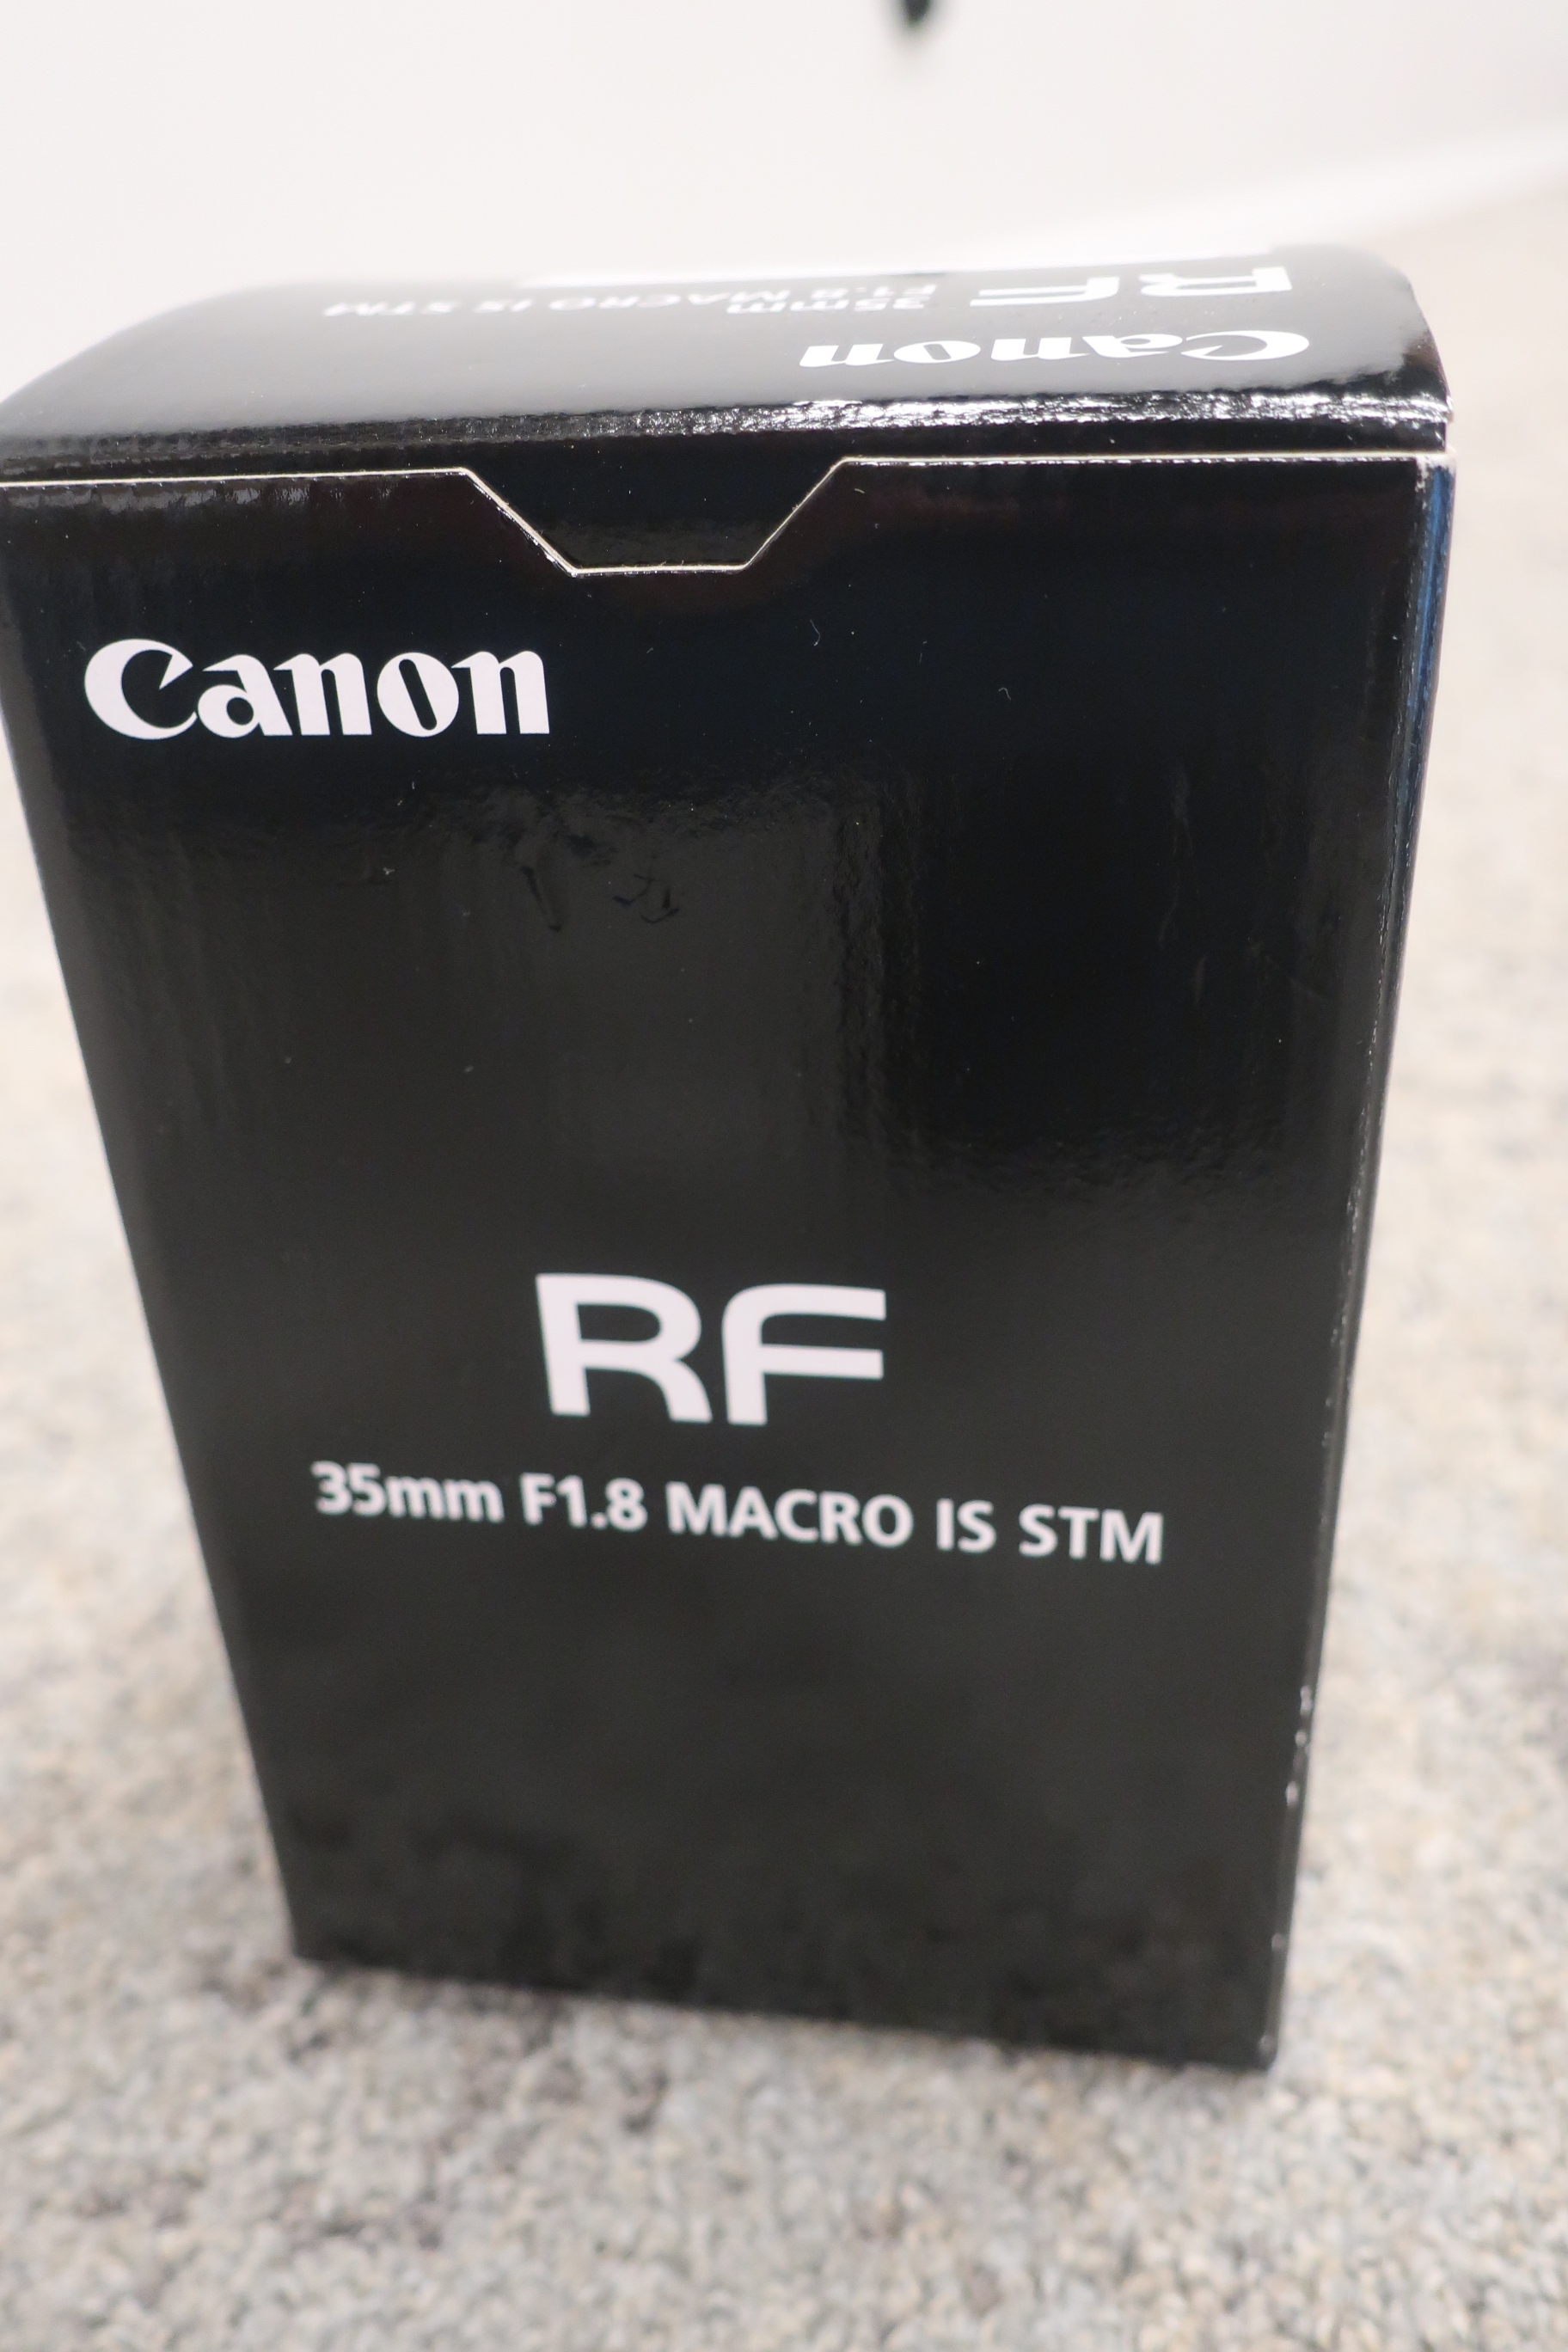 Canon
RF
35mm
F1.8 MACRO IS STM
Canon
RF
35mm F1.8 MACRO IS STM